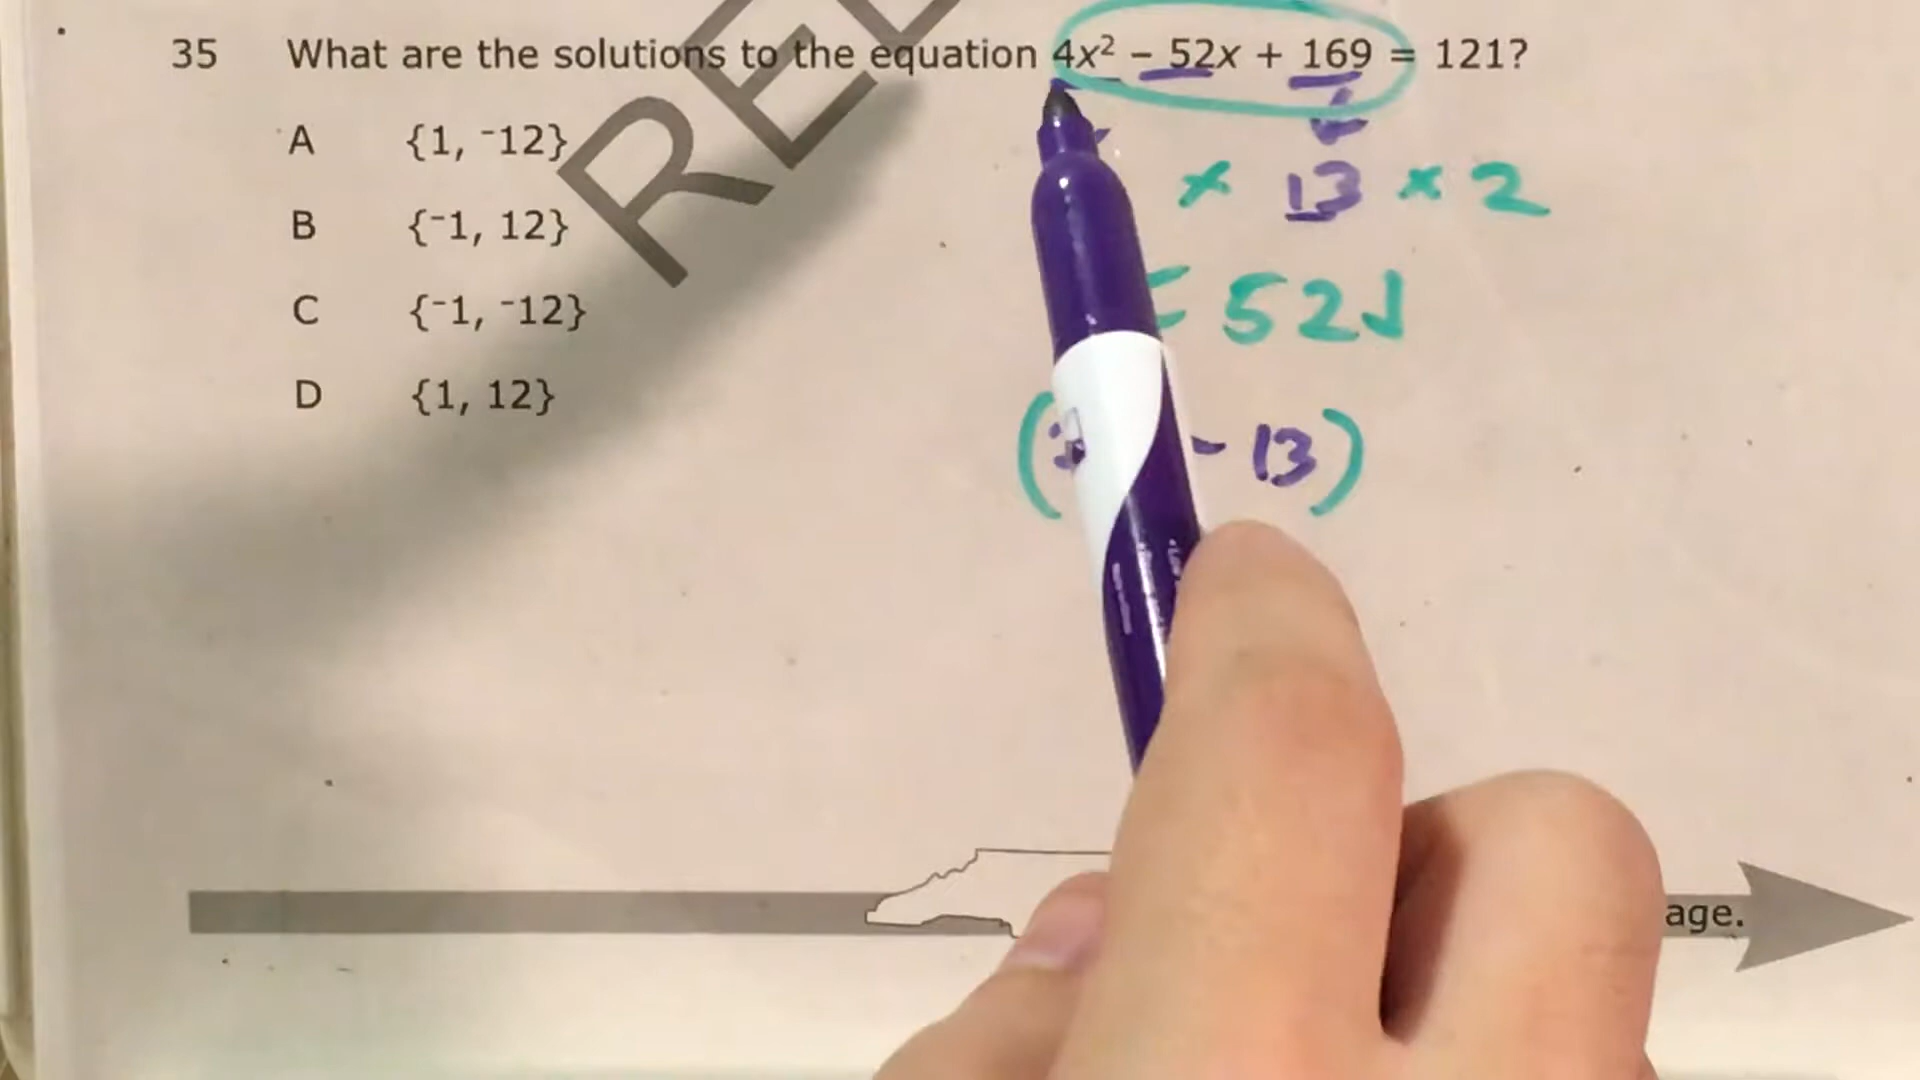 35 What are the solutions to the equation 4x² – 52x + 169 = 121?
A {1, ⁻12}
B {⁻1, 12}
C {⁻1, ⁻12}
D {1, 12}
× 13 × 2
= 52 ✓
( - 13)
age.